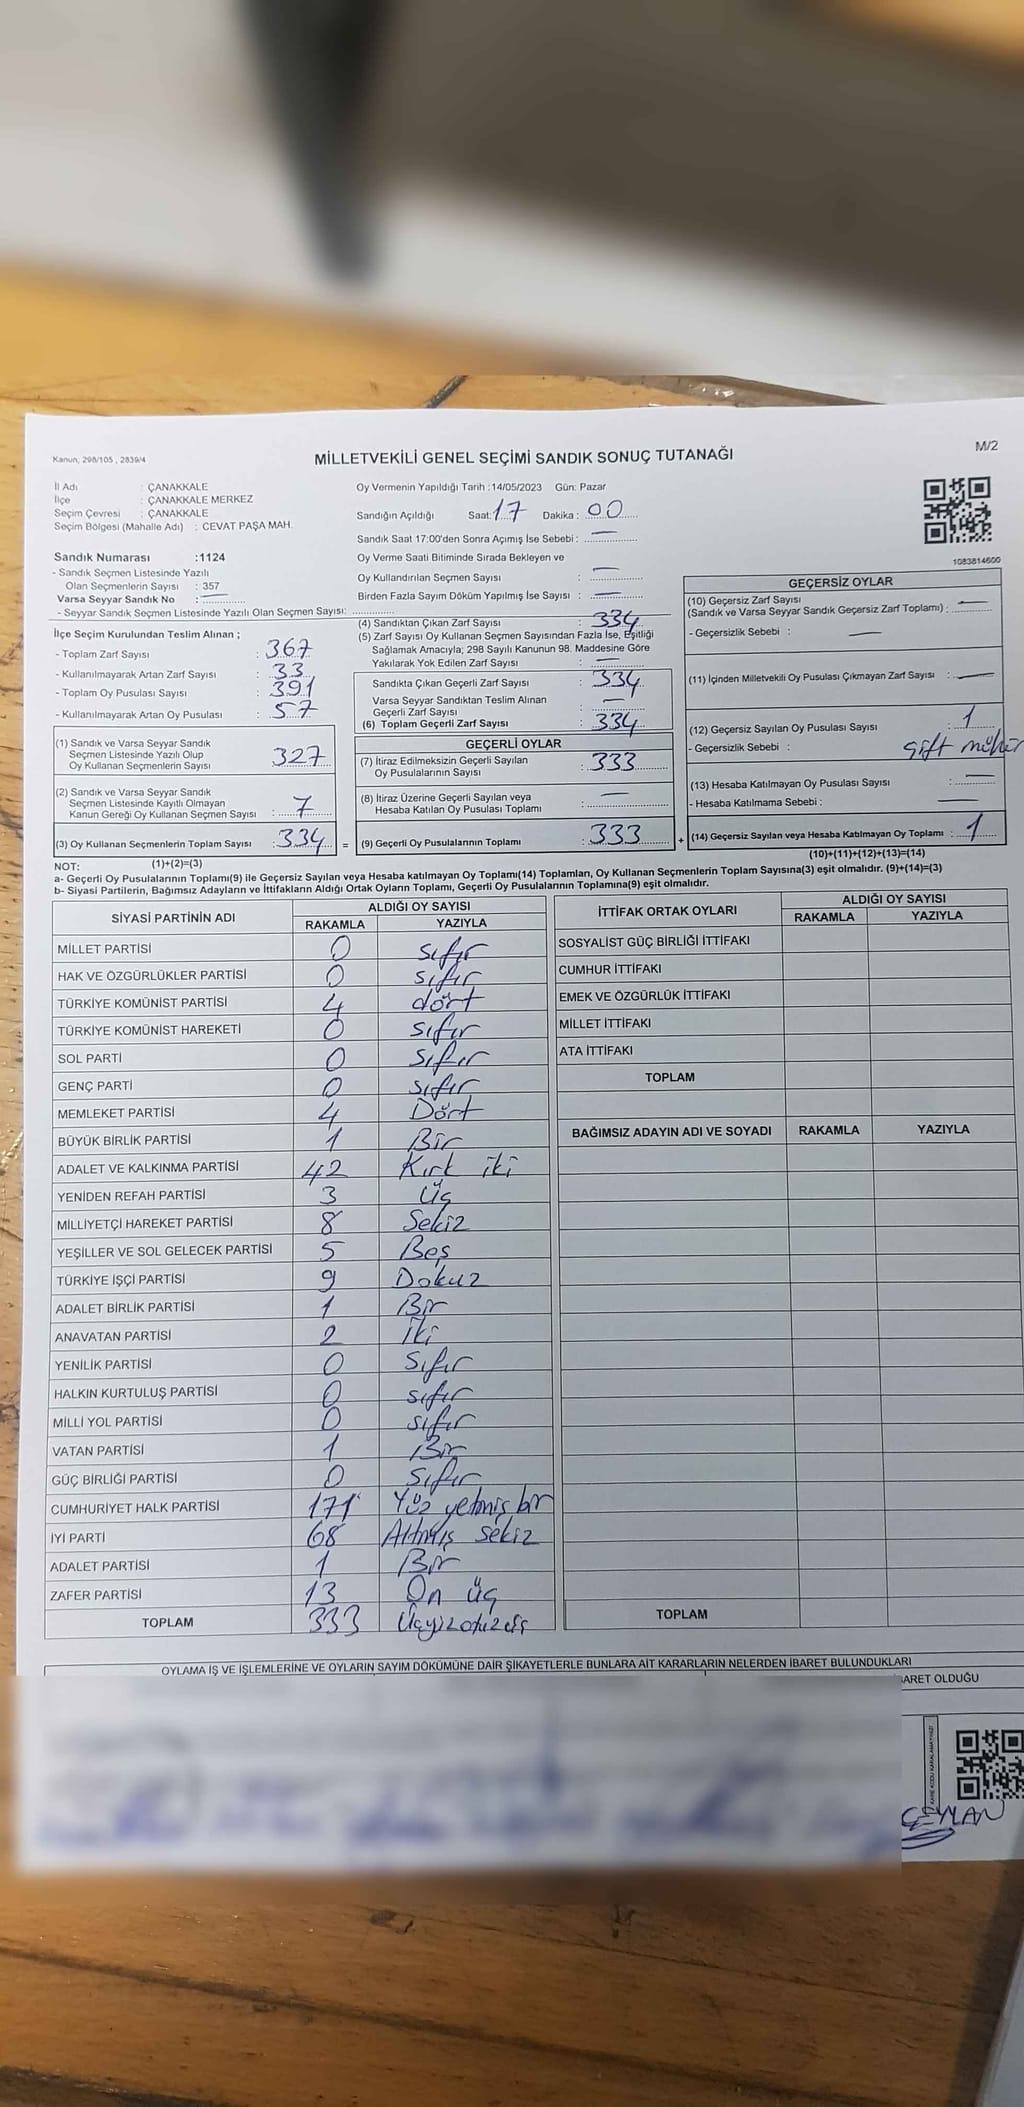 Kanun, 298/105 , 2839/4
MİLLETVEKİLİ GENEL SEÇİMİ SANDIK SONUÇ TUTANAĞI
M/2
İl Adı : ÇANAKKALE
İlçe : ÇANAKKALE MERKEZ
Seçim Çevresi : ÇANAKKALE
Seçim Bölgesi (Mahalle Adı) : CEVAT PAŞA MAH.
Sandık Numarası :1124
- Sandık Seçmen Listesinde Yazılı
Olan Seçmenlerin Sayısı : 357
Varsa Seyyar Sandık No : —
- Seyyar Sandık Seçmen Listesinde Yazılı Olan Seçmen Sayısı:
Oy Vermenin Yapıldığı Tarih :14/05/2023 Gün: Pazar
Sandığın Açıldığı Saat: 17 Dakika : 00
Sandık Saat 17:00'den Sonra Açımış İse Sebebi : —
Oy Verme Saati Bitiminde Sırada Bekleyen ve
Oy Kullandırılan Seçmen Sayısı : —
Birden Fazla Sayım Döküm Yapılmış İse Sayısı : —
1083814600
İlçe Seçim Kurulundan Teslim Alınan ;
- Toplam Zarf Sayısı : 367
- Kullanılmayarak Artan Zarf Sayısı : 33
- Toplam Oy Pusulası Sayısı : 391
- Kullanılmayarak Artan Oy Pusulası : 57
(4) Sandıktan Çıkan Zarf Sayısı : 334
(5) Zarf Sayısı Oy Kullanan Seçmen Sayısından Fazla İse, Eşitliği
Sağlamak Amacıyla; 298 Sayılı Kanunun 98. Maddesine Göre
Yakılarak Yok Edilen Zarf Sayısı : —
Sandıkta Çıkan Geçerli Zarf Sayısı : 334
Varsa Seyyar Sandıktan Teslim Alınan
Geçerli Zarf Sayısı : —
(6) Toplam Geçerli Zarf Sayısı : 334
GEÇERSİZ OYLAR
(10) Geçersiz Zarf Sayısı
(Sandık ve Varsa Seyyar Sandık Geçersiz Zarf Toplamı) : —
- Geçersizlik Sebebi : —
(11) İçinden Milletvekili Oy Pusulası Çıkmayan Zarf Sayısı : —
(12) Geçersiz Sayılan Oy Pusulası Sayısı : 1
- Geçersizlik Sebebi : çift mühür
(13) Hesaba Katılmayan Oy Pusulası Sayısı : —
- Hesaba Katılmama Sebebi : —
(14) Geçersiz Sayılan veya Hesaba Katılmayan Oy Toplamı : 1
(10)+(11)+(12)+(13)=(14)
(1) Sandık ve Varsa Seyyar Sandık
Seçmen Listesinde Yazılı Olup
Oy Kullanan Seçmenlerin Sayısı : 327
(2) Sandık ve Varsa Seyyar Sandık
Seçmen Listesinde Kayıtlı Olmayan
Kanun Gereği Oy Kullanan Seçmen Sayısı : 7
(3) Oy Kullanan Seçmenlerin Toplam Sayısı : 334 =
(1)+(2)=(3)
GEÇERLİ OYLAR
(7) İtiraz Edilmeksizin Geçerli Sayılan
Oy Pusulalarının Sayısı : 333
(8) İtiraz Üzerine Geçerli Sayılan veya
Hesaba Katılan Oy Pusulası Toplamı : —
(9) Geçerli Oy Pusulalarının Toplamı : 333 +
NOT:
a- Geçerli Oy Pusulalarının Toplamı(9) ile Geçersiz Sayılan veya Hesaba katılmayan Oy Toplamı(14) Toplamları, Oy Kullanan Seçmenlerin Toplam Sayısına(3) eşit olmalıdır. (9)+(14)=(3)
b- Siyasi Partilerin, Bağımsız Adayların ve İttifakların Aldığı Ortak Oyların Toplamı, Geçerli Oy Pusulalarının Toplamına(9) eşit olmalıdır.
SİYASİ PARTİNİN ADI ALDIĞI OY SAYISI
RAKAMLA YAZIYLA
MİLLET PARTİSİ 0 sıfır
HAK VE ÖZGÜRLÜKLER PARTİSİ 0 sıfır
TÜRKİYE KOMÜNİST PARTİSİ 4 dört
TÜRKİYE KOMÜNİST HAREKETİ 0 sıfır
SOL PARTİ 0 sıfır
GENÇ PARTİ 0 sıfır
MEMLEKET PARTİSİ 4 Dört
BÜYÜK BİRLİK PARTİSİ 1 Bir
ADALET VE KALKINMA PARTİSİ 42 Kırk iki
YENİDEN REFAH PARTİSİ 3 Üç
MİLLİYETÇİ HAREKET PARTİSİ 8 Sekiz
YEŞİLLER VE SOL GELECEK PARTİSİ 5 Beş
TÜRKİYE İŞÇİ PARTİSİ 9 Dokuz
ADALET BİRLİK PARTİSİ 1 Bir
ANAVATAN PARTİSİ 2 İki
YENİLİK PARTİSİ 0 Sıfır
HALKIN KURTULUŞ PARTİSİ 0 sıfır
MİLLİ YOL PARTİSİ 0 sıfır
VATAN PARTİSİ 1 Bir
GÜÇ BİRLİĞİ PARTİSİ 0 sıfır
CUMHURİYET HALK PARTİSİ 171 Yüz yetmiş bir
İYİ PARTİ 68 Altmış sekiz
ADALET PARTİSİ 1 Bir
ZAFER PARTİSİ 13 On üç
TOPLAM 333 Üçyüzotuzüç
İTTİFAK ORTAK OYLARI ALDIĞI OY SAYISI
RAKAMLA YAZIYLA
SOSYALİST GÜÇ BİRLİĞİ İTTİFAKI
CUMHUR İTTİFAKI
EMEK VE ÖZGÜRLÜK İTTİFAKI
MİLLET İTTİFAKI
ATA İTTİFAKI
TOPLAM
BAĞIMSIZ ADAYIN ADI VE SOYADI RAKAMLA YAZIYLA
TOPLAM
OYLAMA İŞ VE İŞLEMLERİNE VE OYLARIN SAYIM DÖKÜMÜNE DAİR ŞİKAYETLERLE BUNLARA AİT KARARLARIN NELERDEN İBARET BULUNDUKLARI
BARET OLDUĞU
KARE KODU KARALAMAYINIZ!
CEYLAN